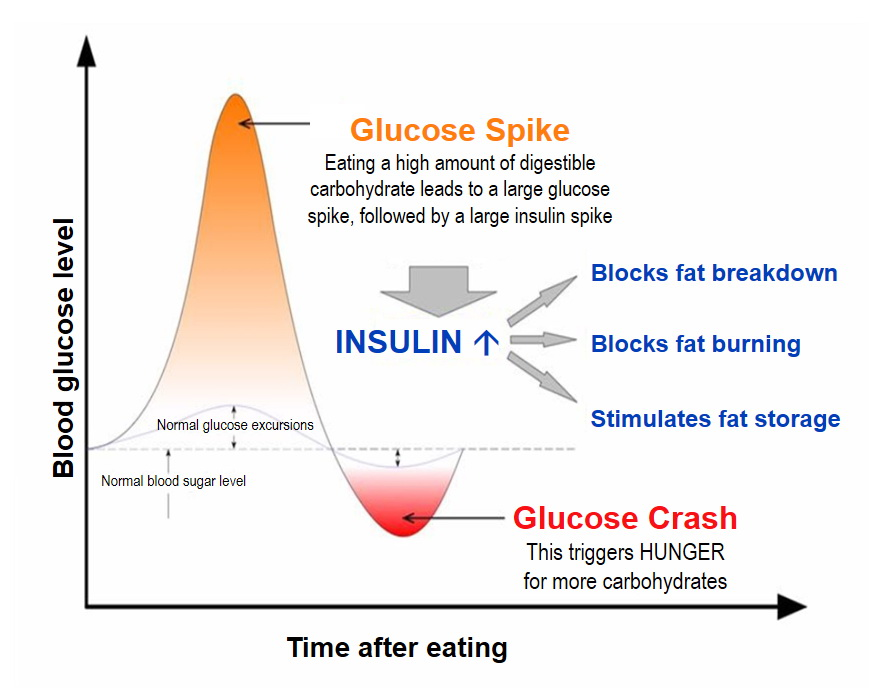 Glucose Spike
Eating a high amount of digestible
carbohydrate leads to a large glucose
spike, followed by a large insulin spike
Blood glucose level
INSULIN ↑
Blocks fat breakdown
Blocks fat burning
Stimulates fat storage
Normal glucose excursions
Normal blood sugar level
Glucose Crash
This triggers HUNGER
for more carbohydrates
Time after eating